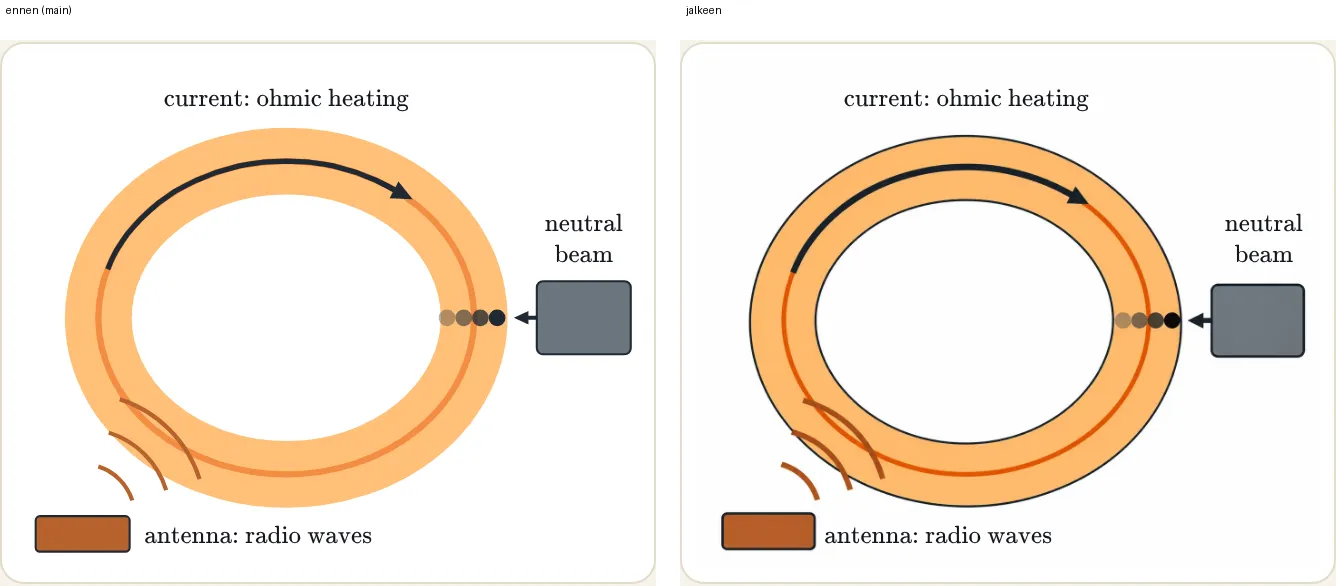 ennen (main)
jalkeen
current: ohmic heating
neutral
beam
antenna: radio waves
current: ohmic heating
neutral
beam
antenna: radio waves